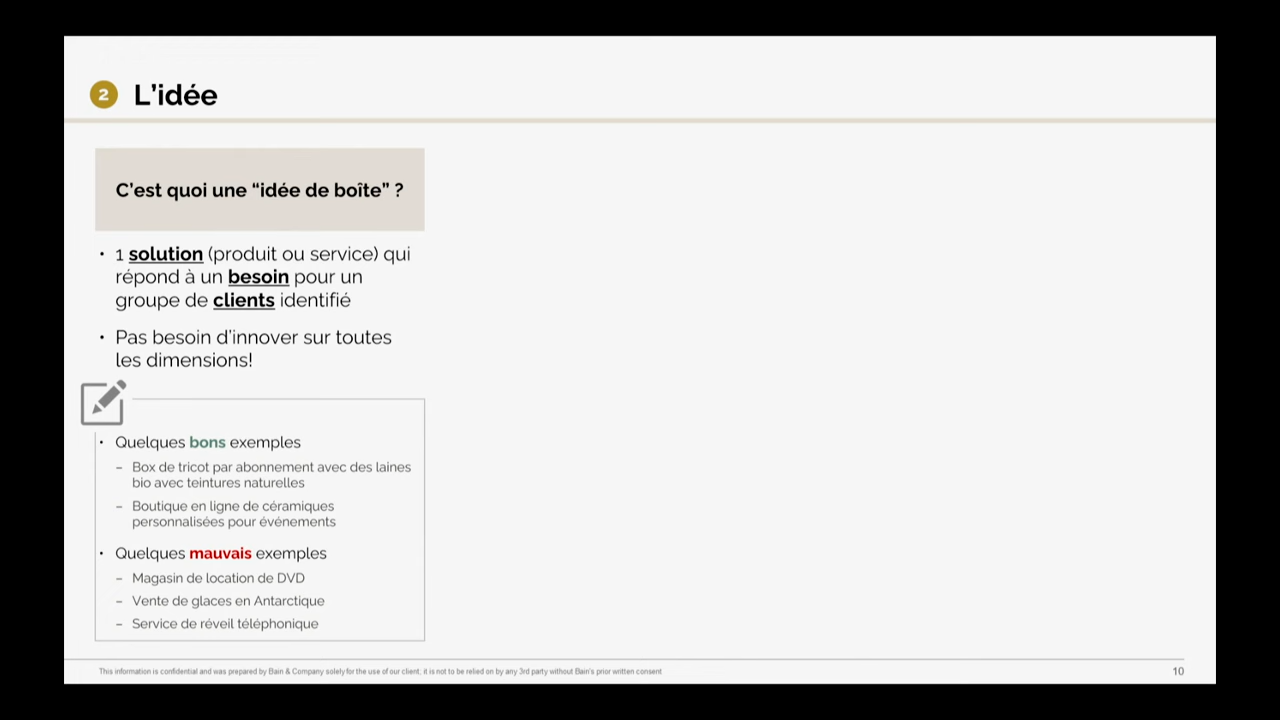 2 L’idée
C’est quoi une “idée de boîte” ?
• 1 solution (produit ou service) qui
répond à un besoin pour un
groupe de clients identifié
• Pas besoin d’innover sur toutes
les dimensions!
• Quelques bons exemples
– Box de tricot par abonnement avec des laines
bio avec teintures naturelles
– Boutique en ligne de céramiques
personnalisées pour événements
• Quelques mauvais exemples
– Magasin de location de DVD
– Vente de glaces en Antarctique
– Service de réveil téléphonique
This information is confidential and was prepared by Bain & Company solely for the use of our client; it is not to be relied on by any 3rd party without Bain's prior written consent
10